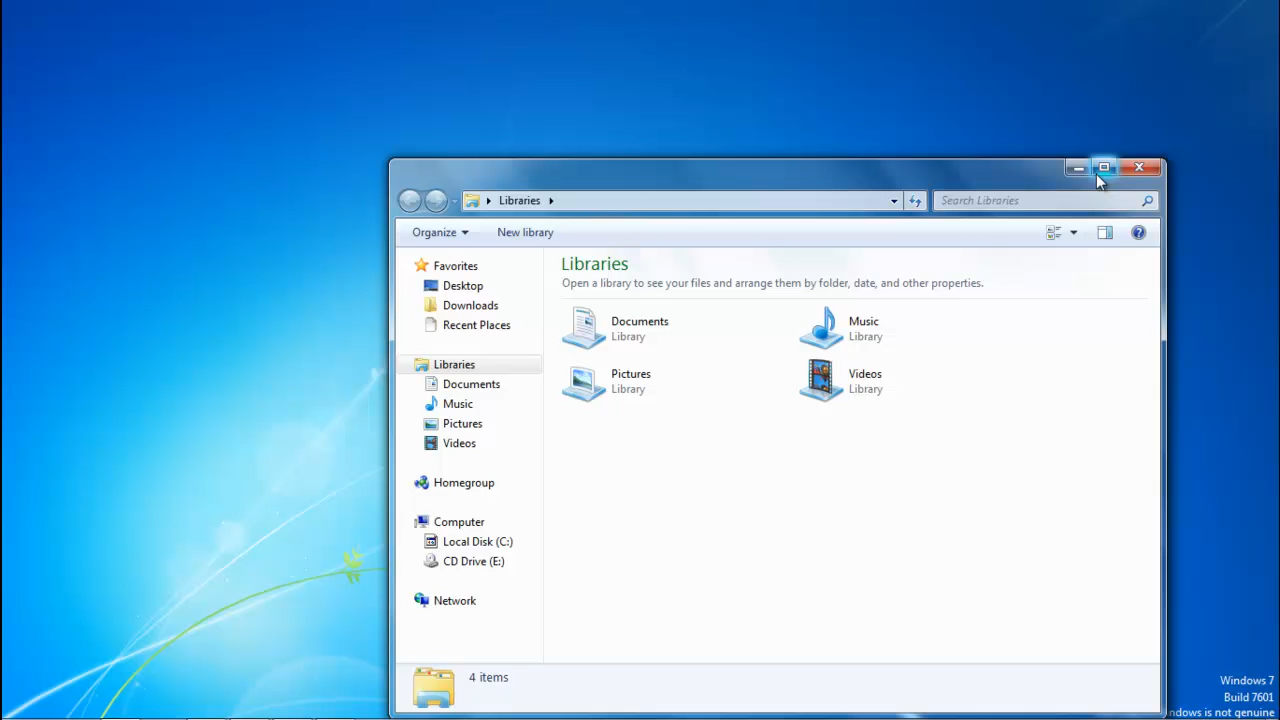 Libraries
Search Libraries
Organize
New library
Favorites
Desktop
Downloads
Recent Places
Libraries
Documents
Music
Pictures
Videos
Homegroup
Computer
Local Disk (C:)
CD Drive (E:)
Network
Libraries
Open a library to see your files and arrange them by folder, date, and other properties.
Documents
Library
Music
Library
Pictures
Library
Videos
Library
4 items
Windows 7
Build 7601
ndows is not genuine